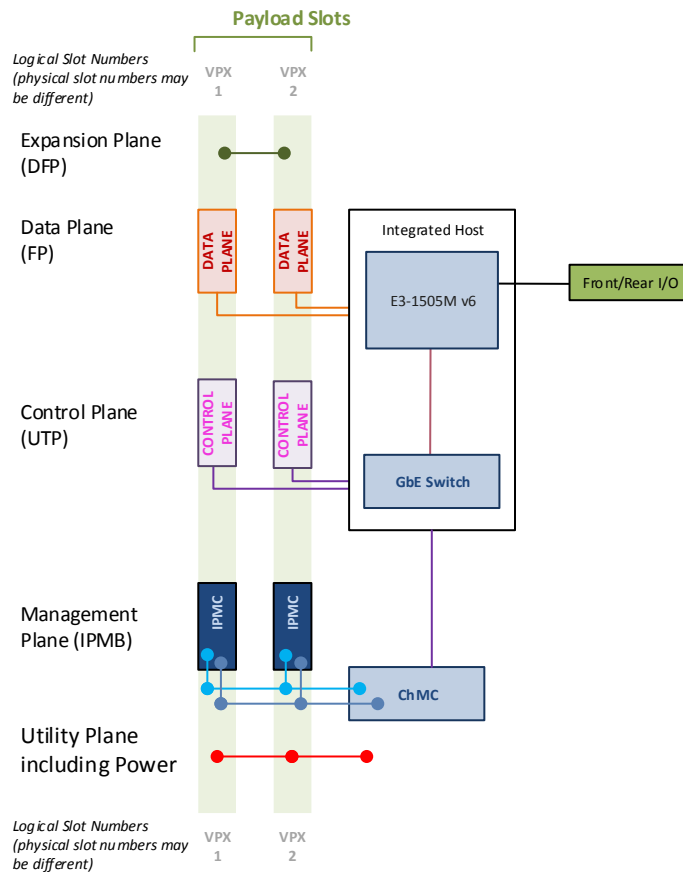 Payload Slots
Logical Slot Numbers
(physical slot numbers may
be different)
VPX
1
VPX
2
Expansion Plane
(DFP)
Data Plane
(FP)
DATA
PLANE
DATA
PLANE
Integrated Host
E3-1505M v6
Front/Rear I/O
Control Plane
(UTP)
CONTROL
PLANE
CONTROL
PLANE
GbE Switch
Management
Plane (IPMB)
IPMC
IPMC
ChMC
Utility Plane
including Power
Logical Slot Numbers
(physical slot numbers may
be different)
VPX
1
VPX
2